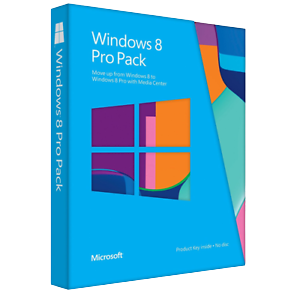 Windows 8
Pro Pack
Move up from Windows 8 to
Windows 8 Pro with Media Center
Windows 8 Pro Pack
Product Key Inside • No disc
Microsoft